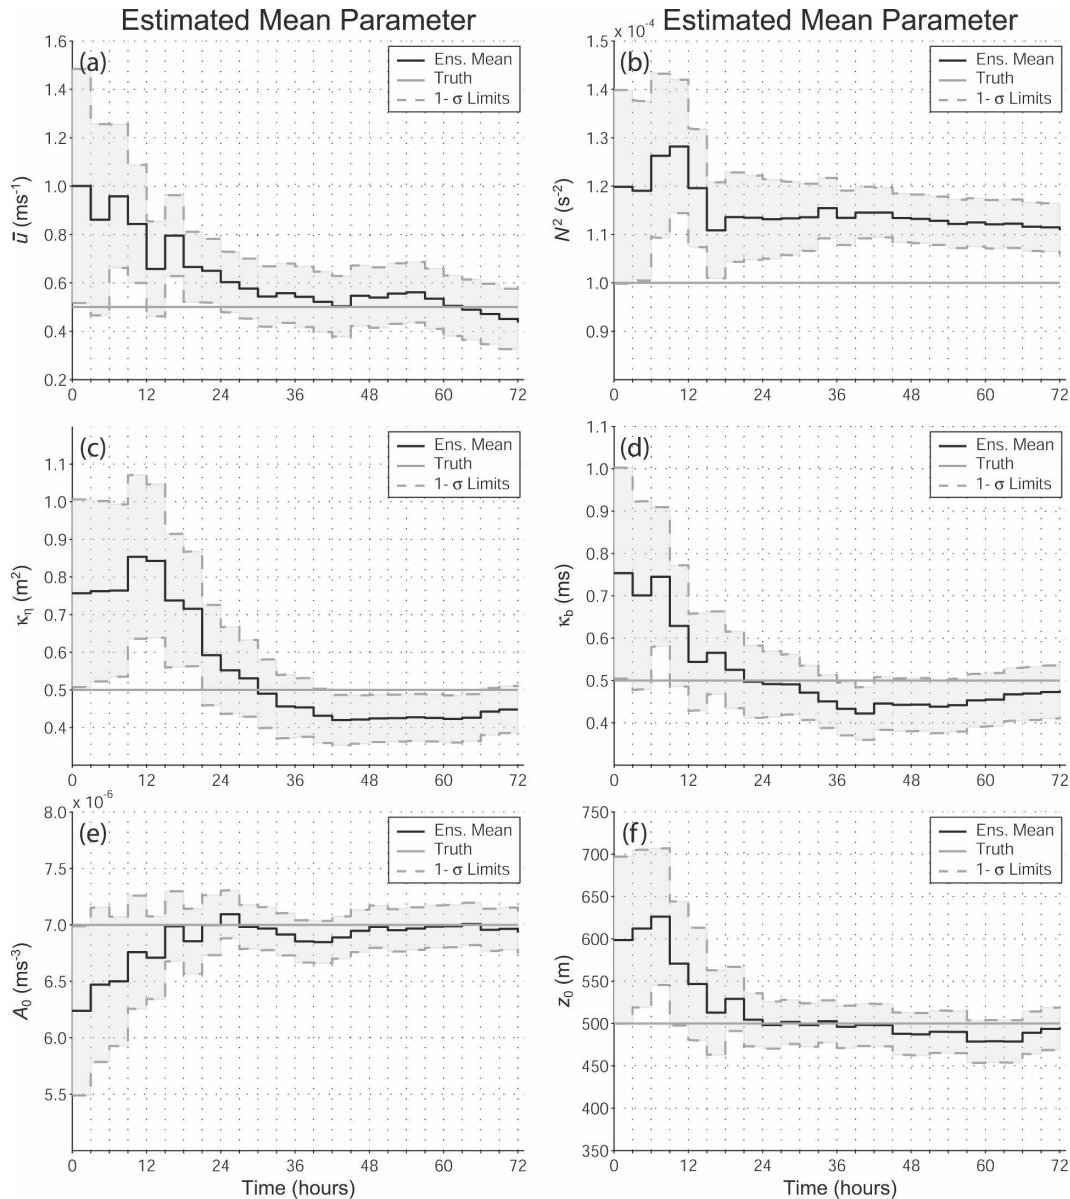 Estimated Mean Parameter
Estimated Mean Parameter
(a)
Ens. Mean
Truth
1- σ Limits
1.6
1.4
1.2
1.0
0.8
0.6
0.4
0.2
ū (ms⁻¹)
0 12 24 36 48 60 72
x 10⁻⁴
(b)
Ens. Mean
Truth
1- σ Limits
1.5
1.4
1.3
1.2
1.1
1.0
0.9
N² (s⁻²)
0 12 24 36 48 60 72
(c)
Ens. Mean
Truth
1- σ Limits
1.1
1.0
0.9
0.8
0.7
0.6
0.5
0.4
κη (m²)
0 12 24 36 48 60 72
(d)
Ens. Mean
Truth
1- σ Limits
1.1
1.0
0.9
0.8
0.7
0.6
0.5
0.4
κb (ms)
0 12 24 36 48 60 72
x 10⁻⁶
(e)
Ens. Mean
Truth
1- σ Limits
8.0
7.5
7.0
6.5
6.0
5.5
A₀ (ms⁻³)
0 12 24 36 48 60 72
Time (hours)
(f)
Ens. Mean
Truth
1- σ Limits
750
700
650
600
550
500
450
400
350
z₀ (m)
0 12 24 36 48 60 72
Time (hours)